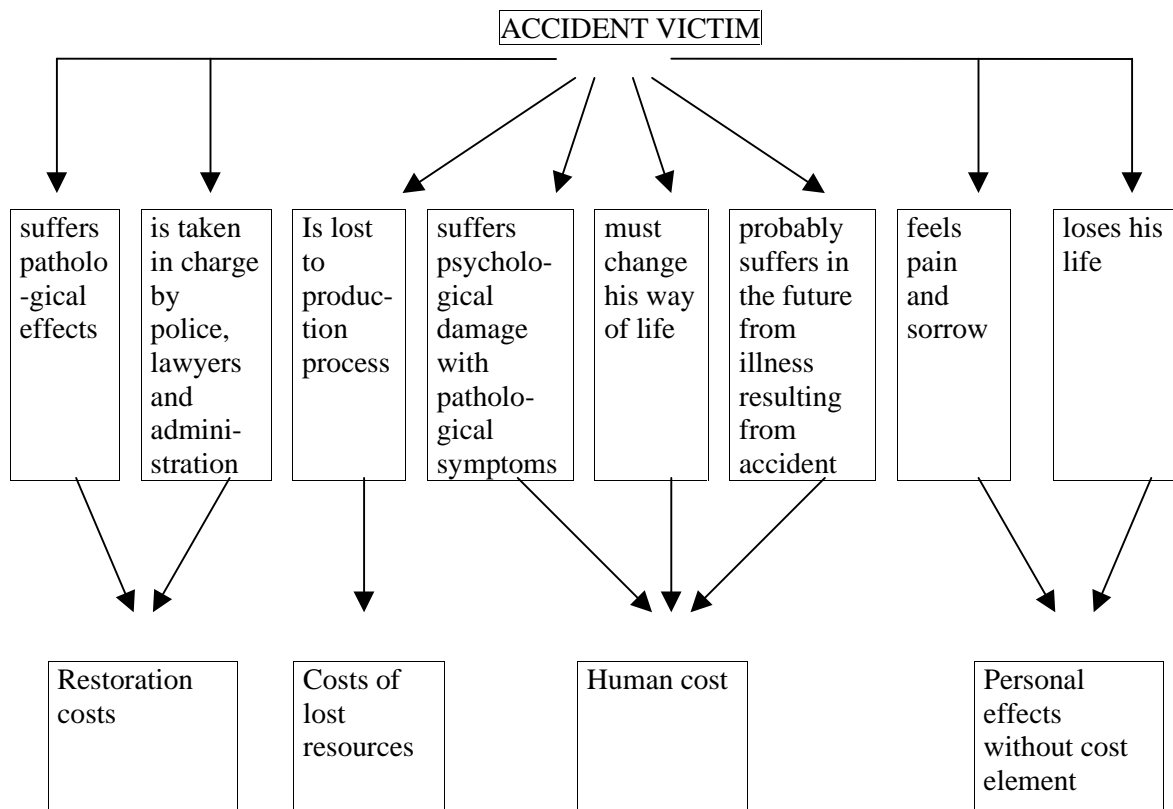 ACCIDENT VICTIM
suffers
patholo
-gical
effects
is taken
in charge
by
police,
lawyers
and
admini-
stration
Is lost
to
produc-
tion
process
suffers
psycholo-
gical
damage
with
patholo-
gical
symptoms
must
change
his way
of life
probably
suffers in
the future
from
illness
resulting
from
accident
feels
pain
and
sorrow
loses his
life
Restoration
costs
Costs of
lost
resources
Human cost
Personal
effects
without cost
element